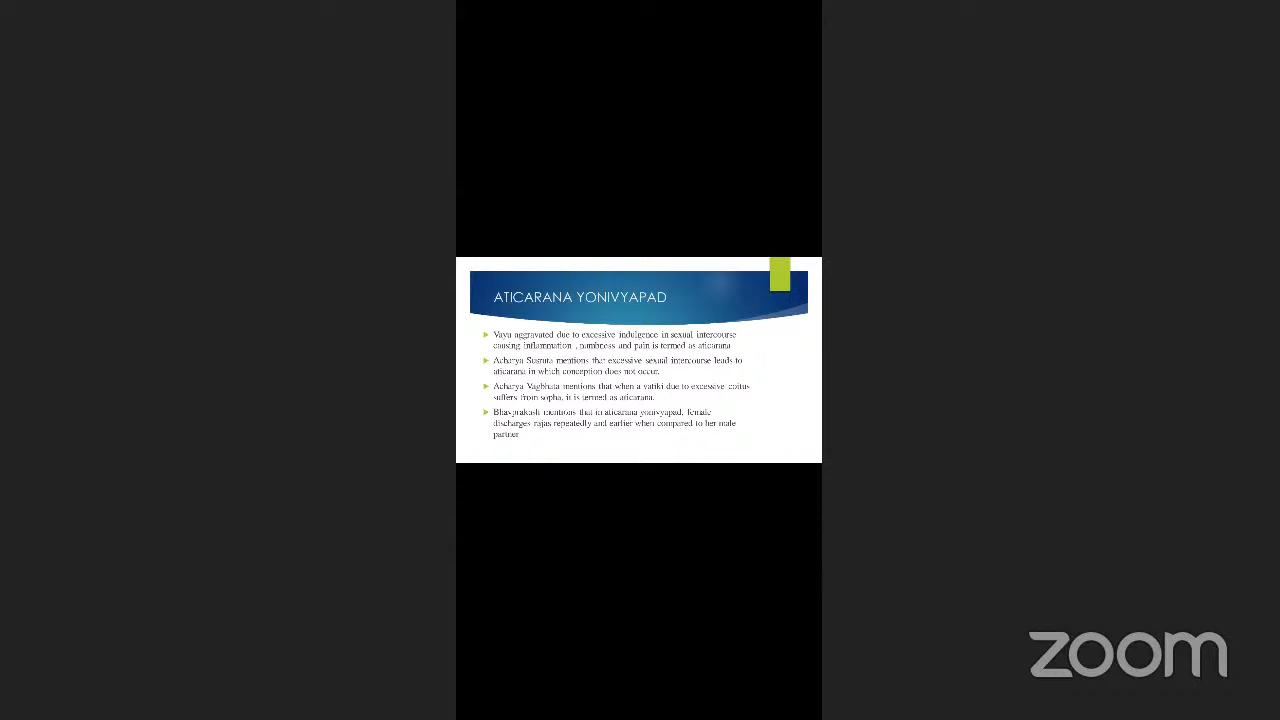 ATICARANA YONIVYAPAD
Vayu aggravated due to excessive indulgence in sexual intercourse
causing inflammation , numbness and pain is termed as aticarana
Acharya Susruta mentions that excessive sexual intercourse leads to
aticarana in which conception does not occur.
Acharya Vagbhata mentions that when a vatiki due to excessive coitus
suffers from sopha, it is termed as aticarana.
Bhavprakash mentions that in aticarana yonivyapad, female
discharges rajas repeatedly and earlier when compared to her male
partner
zoom